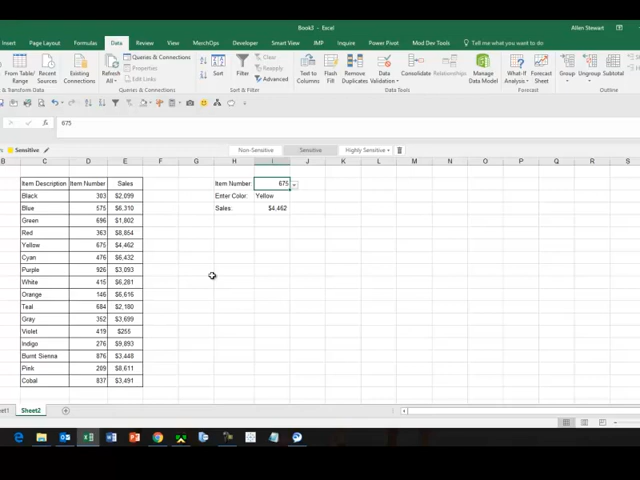 Book3 - Excel
Allen Stewart
Insert Page Layout Formulas Data Review View MerchOps Developer Smart View IMP Inquire Power Pivot Mod Dev Tools Tell me what you want to do
From Table/ Range
Recent Sources
Existing Connections
Refresh All
Queries & Connections
Properties
Edit Links
Sort
Filter
Clear
Reapply
Advanced
Text to Columns
Flash Fill
Remove Duplicates
Data Validation
Consolidate
Relationships
Manage Data Model
What-If Analysis
Forecast Sheet
Group
Ungroup
Subtotal
& Transform Data
Queries & Connections
Sort & Filter
Data Tools
Forecast
Outline
fx 675
Sensitive Non-Sensitive Sensitive Highly Sensitive
B C D E F G H I J K L M N O P Q R S
Item Description Item Number Sales Item Number: 675
Black 303 $2,099 Enter Color: Yellow
Blue 575 $6,310 Sales: $4,462
Green 696 $1,802
Red 363 $8,854
Yellow 675 $4,462
Cyan 476 $6,432
Purple 926 $3,093
White 415 $6,281
Orange 146 $6,616
Teal 684 $2,180
Gray 352 $3,699
Violet 419 $255
Indigo 276 $9,893
Burnt Sienna 876 $3,448
Pink 289 $8,611
Cobal 837 $3,491
Sheet2